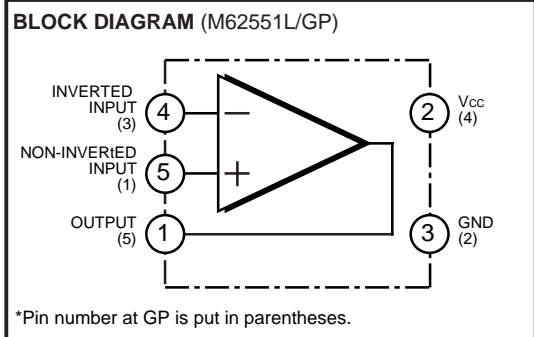 BLOCK DIAGRAM (M62551L/GP)
INVERTED
INPUT
(3)
4
−
2
Vcc
(4)
NON-INVERtED
INPUT
(1)
5
+
OUTPUT
(5)
1
3
GND
(2)
*Pin number at GP is put in parentheses.